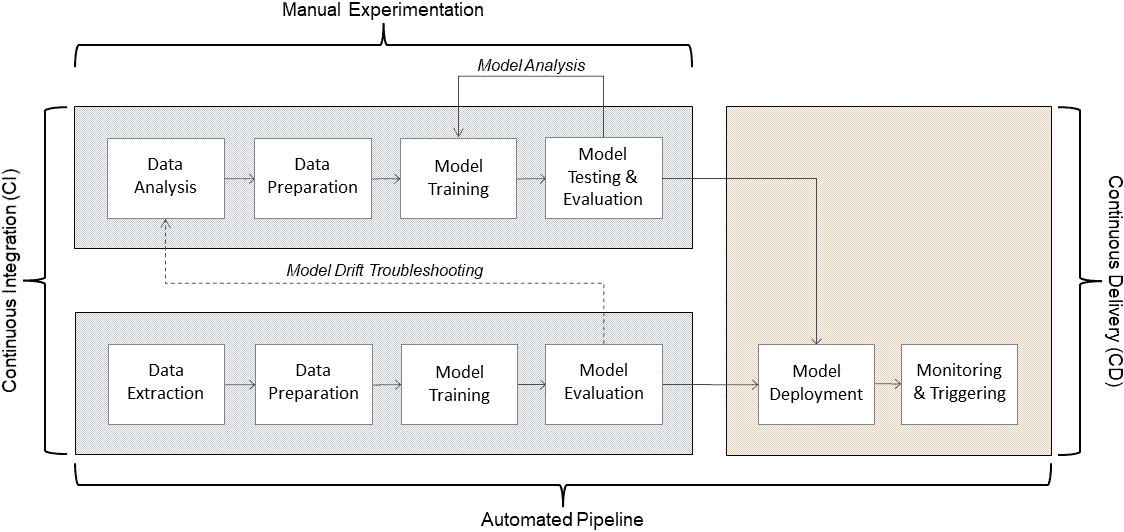 Manual Experimentation
Model Analysis
Continuous Integration (CI)
Data
Analysis
Data
Preparation
Model
Training
Model
Testing &
Evaluation
Model Drift Troubleshooting
Data
Extraction
Data
Preparation
Model
Training
Model
Evaluation
Model
Deployment
Monitoring
& Triggering
Continuous Delivery (CD)
Automated Pipeline